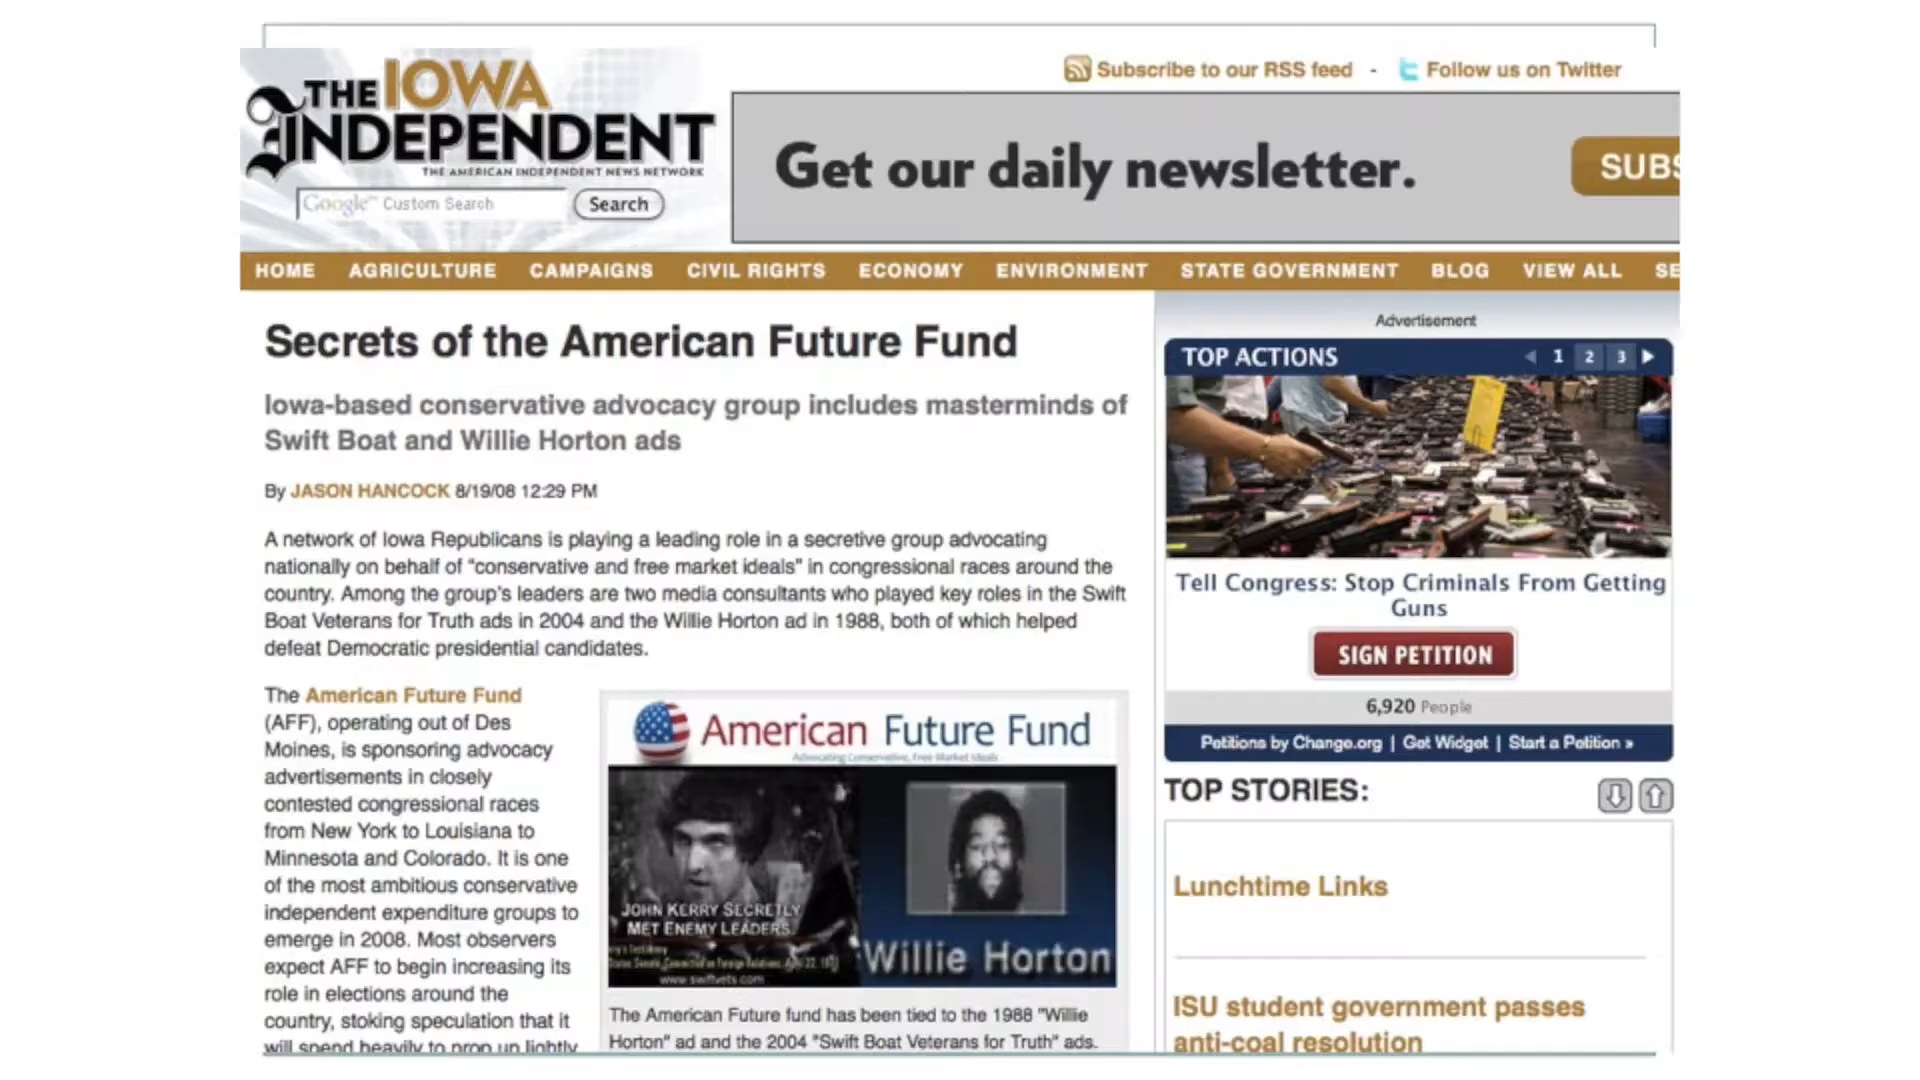 THE IOWA
INDEPENDENT
THE AMERICAN INDEPENDENT NEWS NETWORK
Google™ Custom Search
Search
Subscribe to our RSS feed - Follow us on Twitter
Get our daily newsletter.
SUBS
HOME AGRICULTURE CAMPAIGNS CIVIL RIGHTS ECONOMY ENVIRONMENT STATE GOVERNMENT BLOG VIEW ALL SE
Secrets of the American Future Fund
Iowa-based conservative advocacy group includes masterminds of
Swift Boat and Willie Horton ads
By JASON HANCOCK 8/19/08 12:29 PM
A network of Iowa Republicans is playing a leading role in a secretive group advocating
nationally on behalf of "conservative and free market ideals" in congressional races around the
country. Among the group's leaders are two media consultants who played key roles in the Swift
Boat Veterans for Truth ads in 2004 and the Willie Horton ad in 1988, both of which helped
defeat Democratic presidential candidates.
The American Future Fund
(AFF), operating out of Des
Moines, is sponsoring advocacy
advertisements in closely
contested congressional races
from New York to Louisiana to
Minnesota and Colorado. It is one
of the most ambitious conservative
independent expenditure groups to
emerge in 2008. Most observers
expect AFF to begin increasing its
role in elections around the
country, stoking speculation that it
will spend heavily to prop up lightly
American Future Fund
Advocating Conservative, Free Market Ideals
JOHN KERRY SECRETLY
MET ENEMY LEADERS.
www.swiftvets.com
Willie Horton
The American Future fund has been tied to the 1988 "Willie
Horton" ad and the 2004 "Swift Boat Veterans for Truth" ads.
Advertisement
TOP ACTIONS
1 2 3
Tell Congress: Stop Criminals From Getting
Guns
SIGN PETITION
6,920 People
Petitions by Change.org | Get Widget | Start a Petition »
TOP STORIES:
Lunchtime Links
ISU student government passes
anti-coal resolution